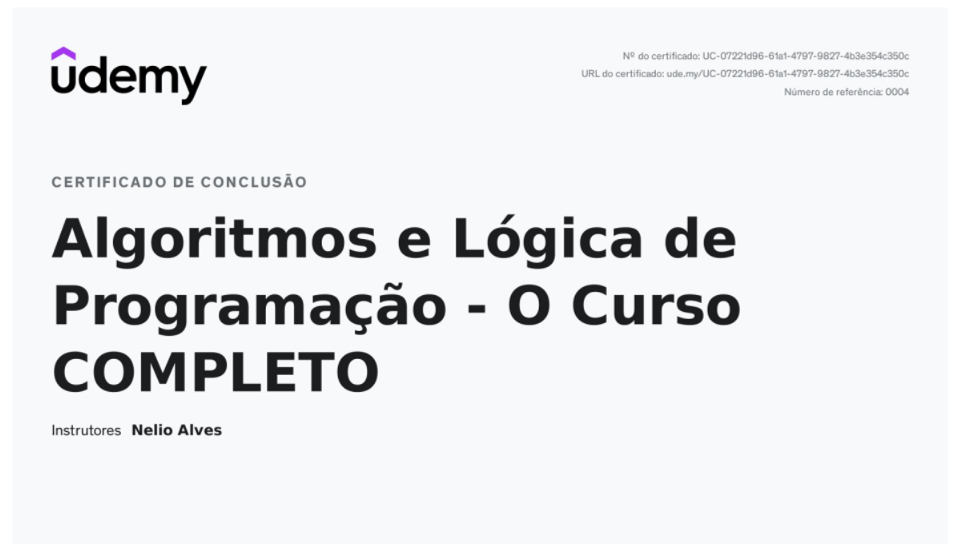 udemy
Nº do certificado: UC-07221d96-61a1-4797-9827-4b3e354c350c
URL do certificado: ude.my/UC-07221d96-61a1-4797-9827-4b3e354c350c
Número de referência: 0004
CERTIFICADO DE CONCLUSÃO
Algoritmos e Lógica de
Programação - O Curso
COMPLETO
Instrutores Nelio Alves